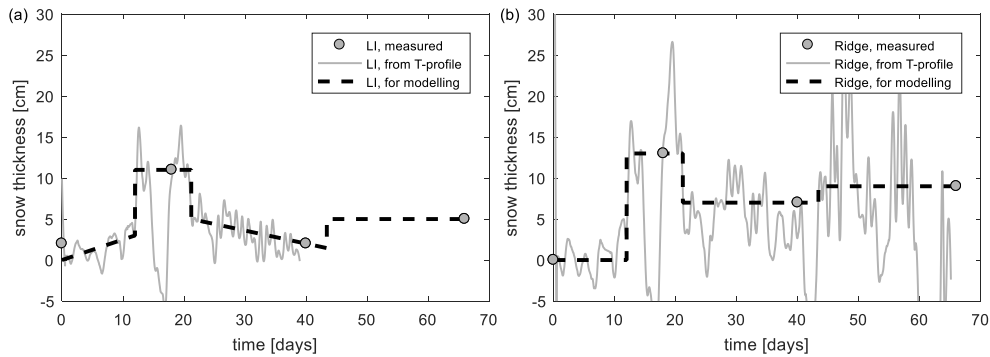 (a)
30
25
20
15
10
5
0
-5
snow thickness [cm]
LI, measured
LI, from T-profile
LI, for modelling
0 10 20 30 40 50 60 70
time [days]
(b)
30
25
20
15
10
5
0
-5
snow thickness [cm]
Ridge, measured
Ridge, from T-profile
Ridge, for modelling
0 10 20 30 40 50 60 70
time [days]